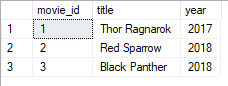 movie_id title year
1 1 Thor Ragnarok 2017
2 2 Red Sparrow 2018
3 3 Black Panther 2018